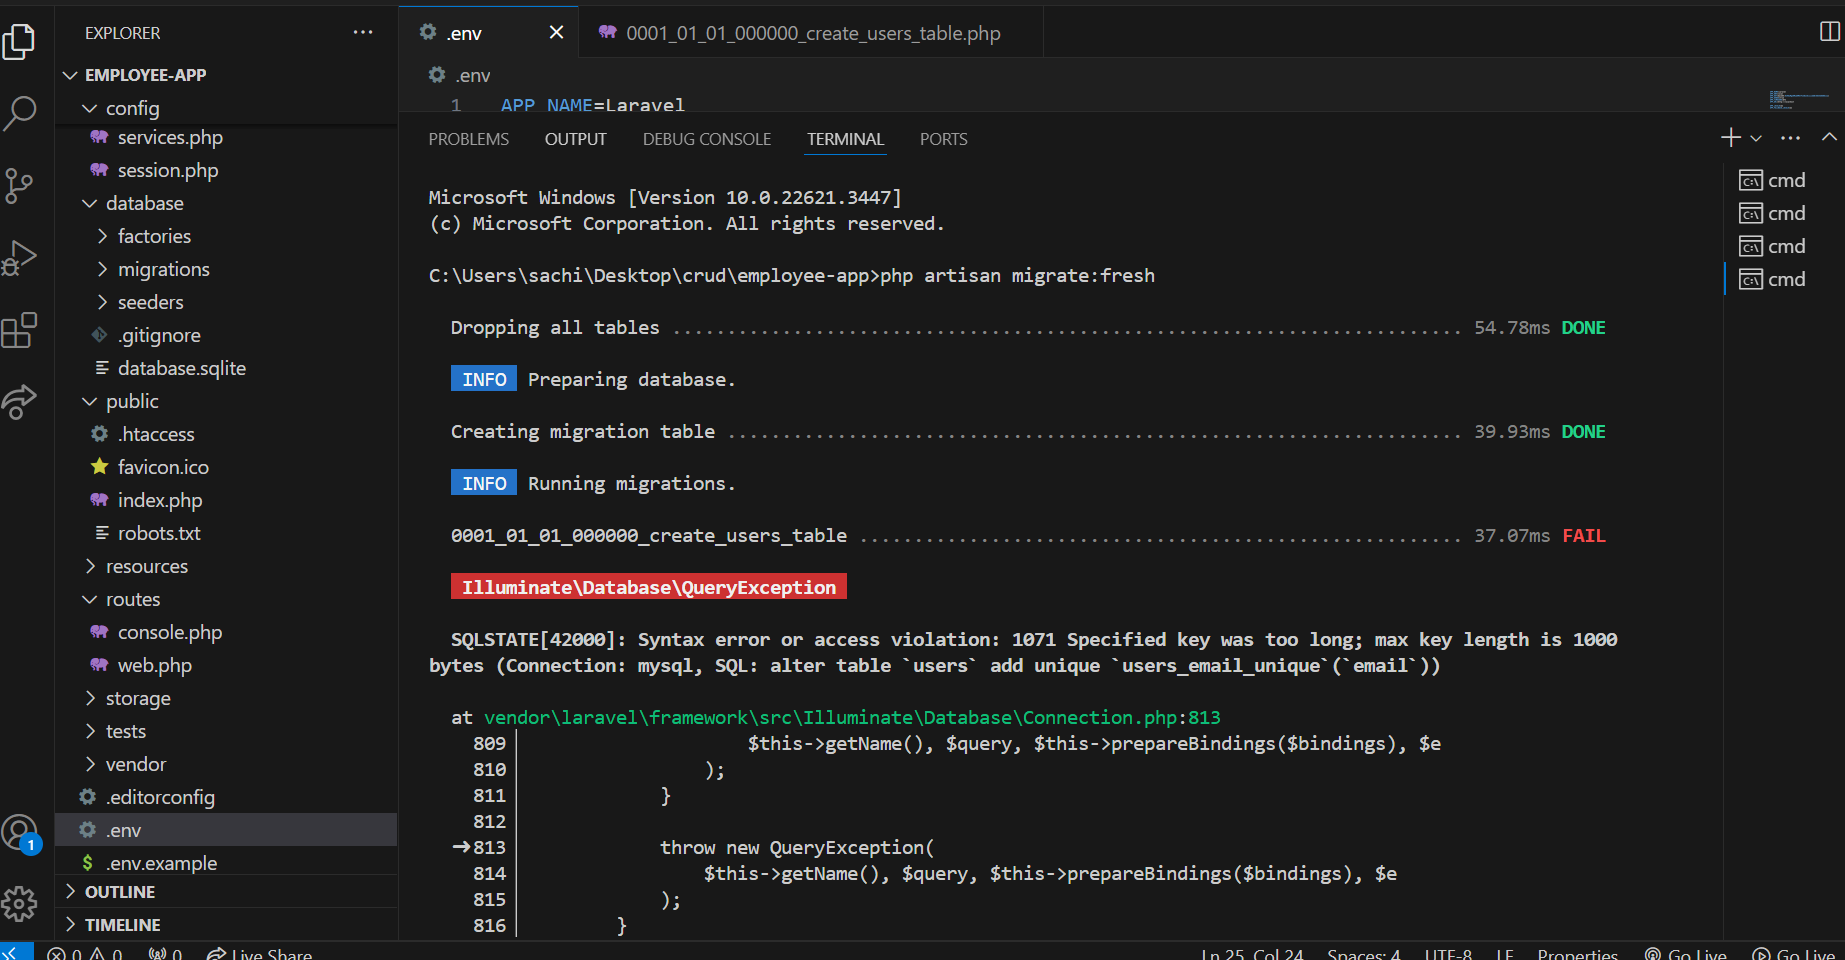 EXPLORER ...
EMPLOYEE-APP
config
services.php
session.php
database
factories
migrations
seeders
.gitignore
database.sqlite
public
.htaccess
favicon.ico
index.php
robots.txt
resources
routes
console.php
web.php
storage
tests
vendor
.editorconfig
.env
$ .env.example
OUTLINE
TIMELINE
1
.env
0001_01_01_000000_create_users_table.php
.env
1 APP_NAME=Laravel
PROBLEMS OUTPUT DEBUG CONSOLE TERMINAL PORTS
Microsoft Windows [Version 10.0.22621.3447]
(c) Microsoft Corporation. All rights reserved.
C:\Users\sachi\Desktop\crud\employee-app>php artisan migrate:fresh
Dropping all tables ........................................................................ 54.78ms DONE
INFO Preparing database.
Creating migration table ................................................................... 39.93ms DONE
INFO Running migrations.
0001_01_01_000000_create_users_table ....................................................... 37.07ms FAIL
Illuminate\Database\QueryException
SQLSTATE[42000]: Syntax error or access violation: 1071 Specified key was too long; max key length is 1000
bytes (Connection: mysql, SQL: alter table `users` add unique `users_email_unique`(`email`))
at vendor\laravel\framework\src\Illuminate\Database\Connection.php:813
809 $this->getName(), $query, $this->prepareBindings($bindings), $e
810 );
811 }
812
➜813 throw new QueryException(
814 $this->getName(), $query, $this->prepareBindings($bindings), $e
815 );
816 }
cmd
cmd
cmd
cmd
0 0 0 Live Share
Ln 25, Col 24 Spaces: 4 UTF-8 LF Properties Go Live Go Live